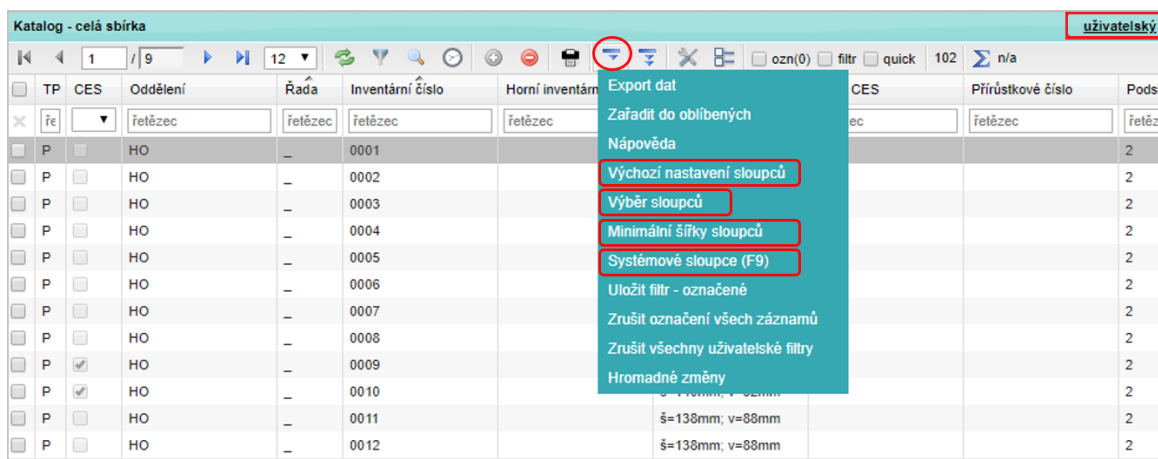 Katalog - celá sbírka uživatelský
1 / 9 12 ozn(0) filtr quick 102 n/a
TP CES Oddělení Řada Inventární číslo Horní inventárn CES Přírůstkové číslo Pods
ře řetězec řetězec řetězec řetězec ec řetězec řetěz
Export dat
Zařadit do oblíbených
Nápověda
Výchozí nastavení sloupců
Výběr sloupců
Minimální šířky sloupců
Systémové sloupce (F9)
Uložit filtr - označené
Zrušit označení všech záznamů
Zrušit všechny uživatelské filtry
Hromadné změny
P HO _ 0001 2
P HO _ 0002 2
P HO _ 0003 2
P HO _ 0004 2
P HO _ 0005 2
P HO _ 0006 2
P HO _ 0007 2
P HO _ 0008 2
P HO _ 0009 2
P HO _ 0010 2
P HO _ 0011 š=138mm; v=88mm 2
P HO _ 0012 š=138mm; v=88mm 2